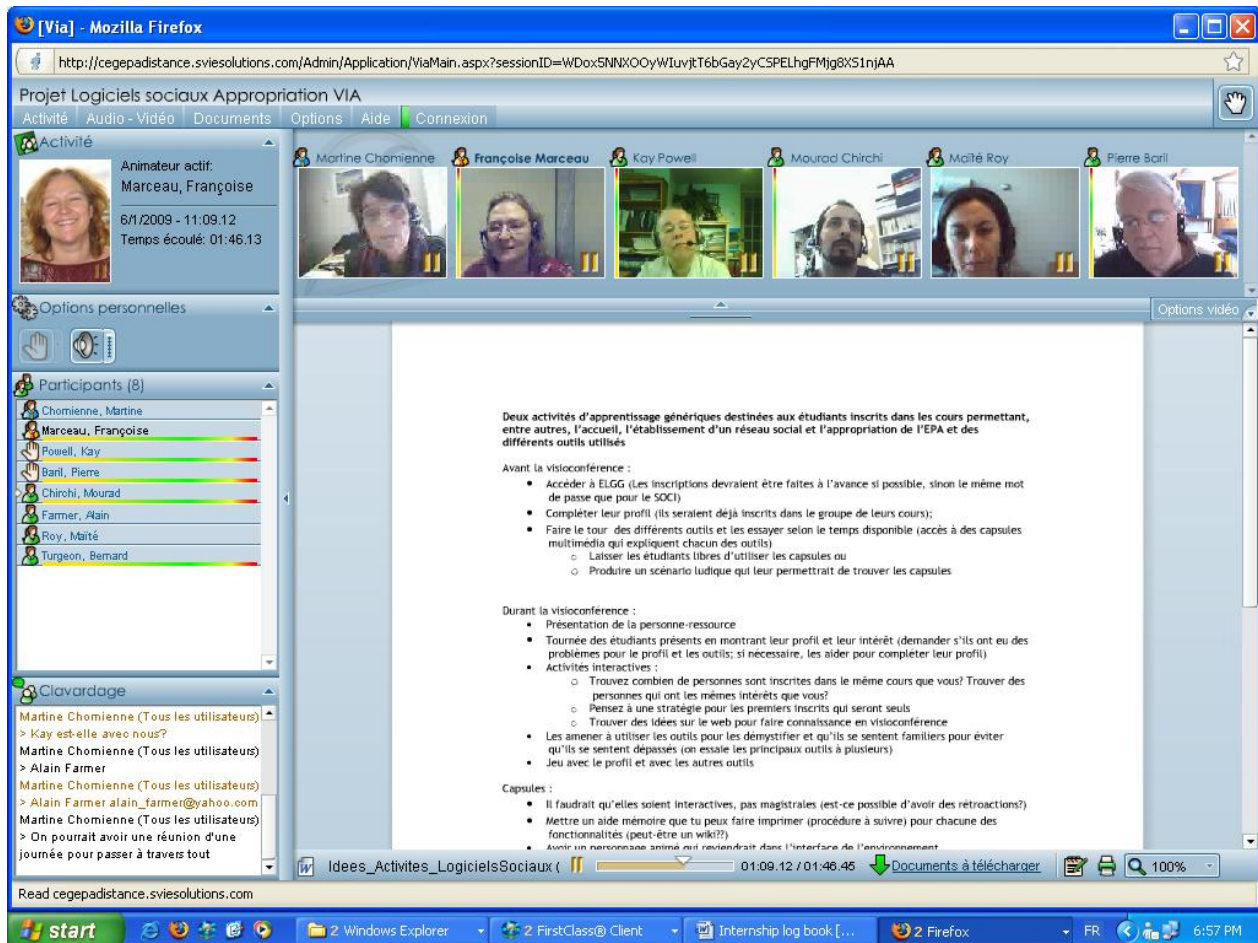 [Via] - Mozilla Firefox
http://cegepadistance.sviesolutions.com/Admin/Application/ViaMain.aspx?sessionID=WDox5NNXOOyWIuvjtT6bGay2yCSPELhgFMjg8XS1njAA
Projet Logiciels sociaux Appropriation VIA
Activité Audio - Vidéo Documents Options Aide Connexion
Activité
Animateur actif:
Marceau, Françoise
6/1/2009 - 11:09.12
Temps écoulé: 01:46.13
Martine Chomienne Françoise Marceau Kay Powell Mourad Chirchi Maïté Roy Pierre Baril
Options personnelles
Options vidéo
Participants (8)
Chomienne, Martine
Marceau, Françoise
Powell, Kay
Baril, Pierre
Chirchi, Mourad
Farmer, Alain
Roy, Maïté
Turgeon, Bernard
Clavardage
Martine Chomienne (Tous les utilisateurs)
> Kay est-elle avec nous?
Martine Chomienne (Tous les utilisateurs)
> Alain Farmer
Martine Chomienne (Tous les utilisateurs)
> Alain Farmer alain_farmer@yahoo.com
Martine Chomienne (Tous les utilisateurs)
> On pourrait avoir une réunion d'une
journée pour passer à travers tout
Deux activités d'apprentissage génériques destinées aux étudiants inscrits dans les cours permettant,
entre autres, l'accueil, l'établissement d'un réseau social et l'appropriation de l'EPA et des
différents outils utilisés
Avant la visioconférence :
• Accéder à ELGG (Les inscriptions devraient être faites à l'avance si possible, sinon le même mot
de passe que pour le SOCI)
• Compléter leur profil (ils seraient déjà inscrits dans le groupe de leurs cours);
• Faire le tour des différents outils et les essayer selon le temps disponible (accès à des capsules
multimédia qui expliquent chacun des outils)
o Laisser les étudiants libres d'utiliser les capsules ou
o Produire un scénario ludique qui leur permettrait de trouver les capsules
Durant la visioconférence :
• Présentation de la personne-ressource
• Tournée des étudiants présents en montrant leur profil et leur intérêt (demander s'ils ont eu des
problèmes pour le profil et les outils; si nécessaire, les aider pour compléter leur profil)
• Activités interactives :
o Trouvez combien de personnes sont inscrites dans le même cours que vous? Trouver des
personnes qui ont les mêmes intérêts que vous?
o Pensez à une stratégie pour les premiers inscrits qui seront seuls
o Trouver des idées sur le web pour faire connaissance en visioconférence
• Les amener à utiliser les outils pour les démystifier et qu'ils se sentent familiers pour éviter
qu'ils se sentent dépassés (on essaie les principaux outils à plusieurs)
• Jeu avec le profil et avec les autres outils
Capsules :
• Il faudrait qu'elles soient interactives, pas magistrales (est-ce possible d'avoir des rétroactions?)
• Mettre un aide mémoire que tu peux faire imprimer (procédure à suivre) pour chacune des
fonctionnalités (peut-être un wiki??)
• Avoir un personnage animé qui reviendrait dans l'interface de l'environnement
Idees_Activites_LogicielsSociaux ( 01:09.12 / 01:46.45 Documents à télécharger 100%
Read cegepadistance.sviesolutions.com
start 2 Windows Explorer 2 FirstClass® Client Internship log book [... 2 Firefox FR 6:57 PM